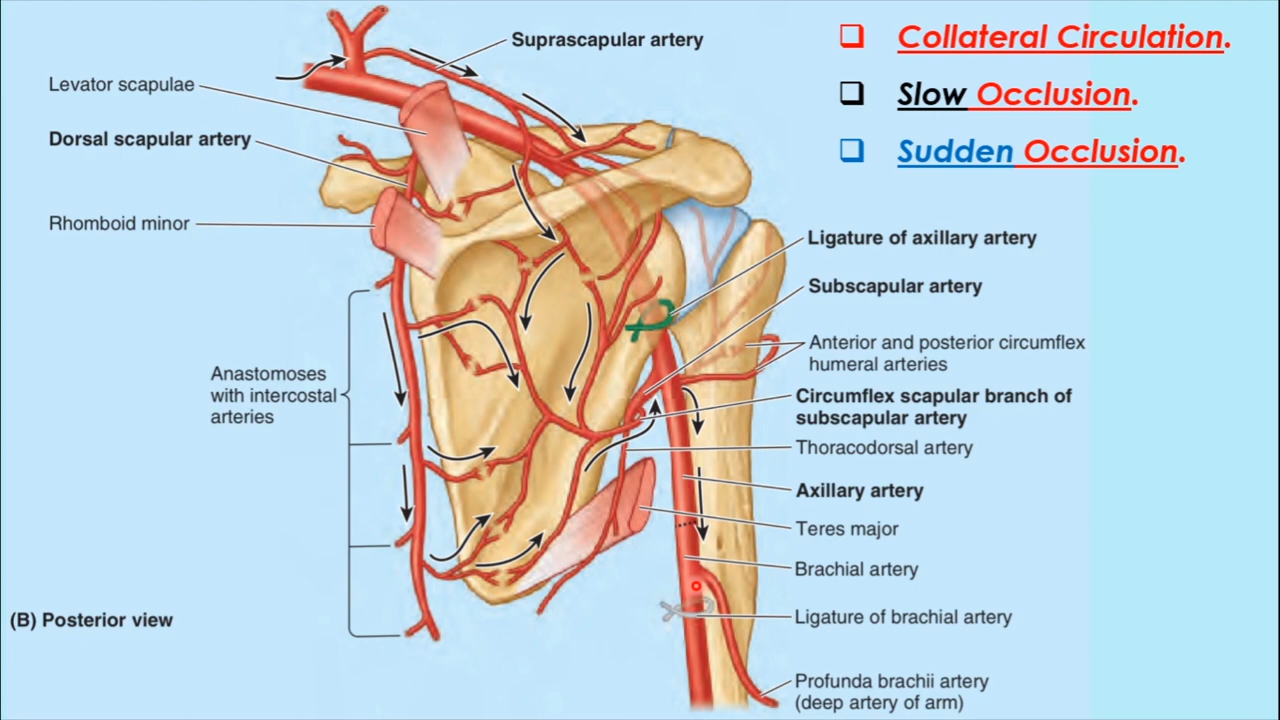 Collateral Circulation.
Slow Occlusion.
Sudden Occlusion.
Suprascapular artery
Levator scapulae
Dorsal scapular artery
Rhomboid minor
Anastomoses
with intercostal
arteries
(B) Posterior view
Ligature of axillary artery
Subscapular artery
Anterior and posterior circumflex
humeral arteries
Circumflex scapular branch of
subscapular artery
Thoracodorsal artery
Axillary artery
Teres major
Brachial artery
Ligature of brachial artery
Profunda brachii artery
(deep artery of arm)